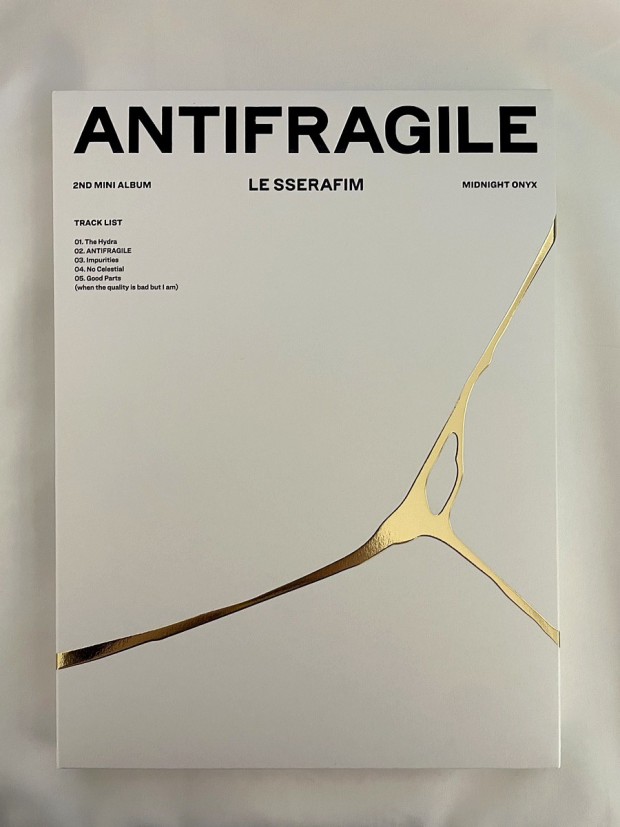 ANTIFRAGILE
2ND MINI ALBUM LE SSERAFIM MIDNIGHT ONYX
TRACK LIST
01. The Hydra
02. ANTIFRAGILE
03. Impurities
04. No Celestial
05. Good Parts
(when the quality is bad but I am)